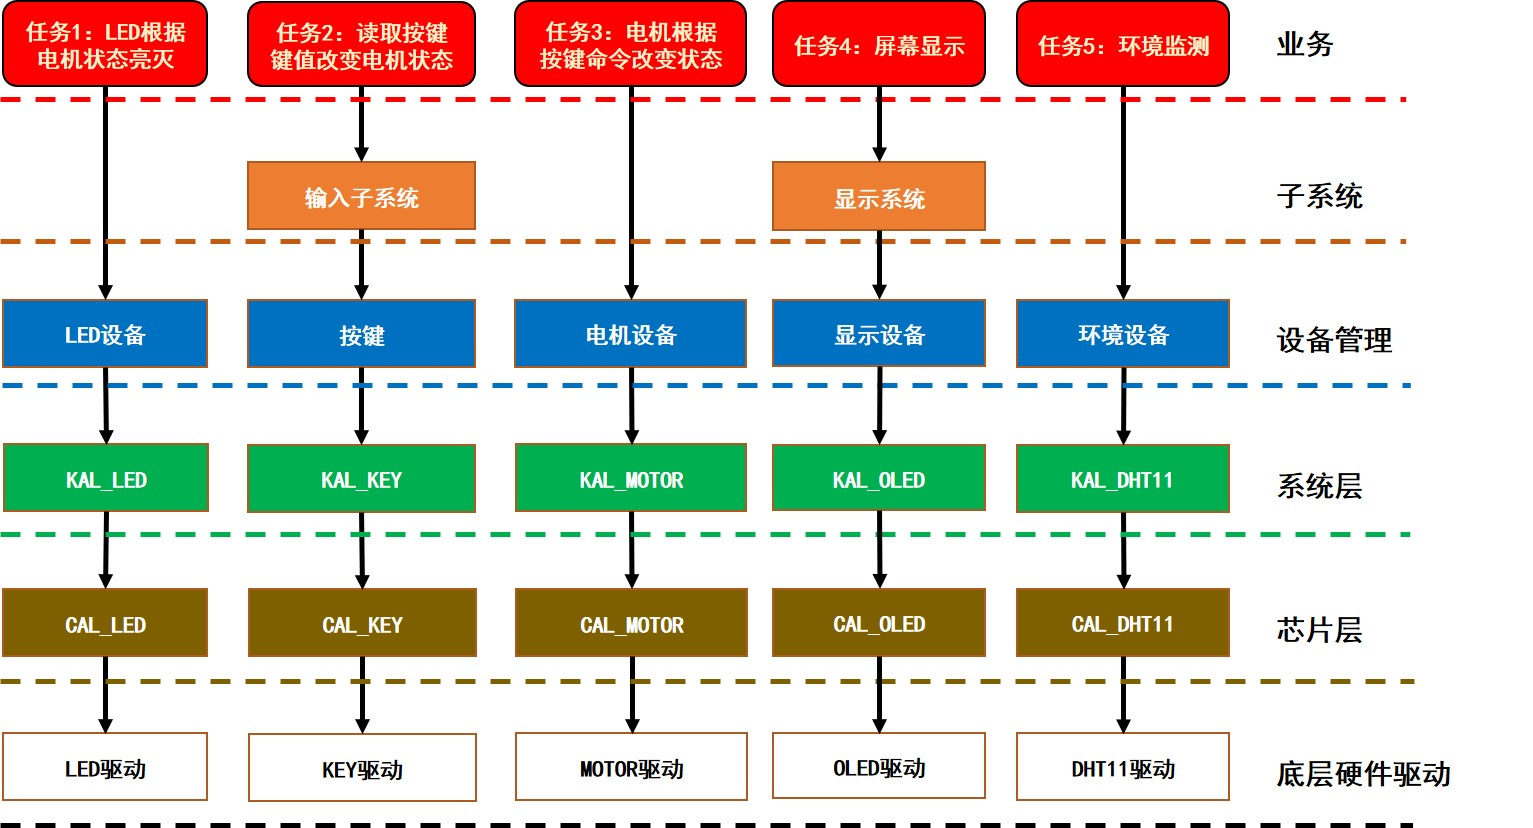 任务1：LED根据
电机状态亮灭
任务2：读取按键
键值改变电机状态
任务3：电机根据
按键命令改变状态
任务4：屏幕显示
任务5：环境监测
业务
输入子系统
显示系统
子系统
LED设备
按键
电机设备
显示设备
环境设备
设备管理
KAL_LED
KAL_KEY
KAL_MOTOR
KAL_OLED
KAL_DHT11
系统层
CAL_LED
CAL_KEY
CAL_MOTOR
CAL_OLED
CAL_DHT11
芯片层
LED驱动
KEY驱动
MOTOR驱动
OLED驱动
DHT11驱动
底层硬件驱动